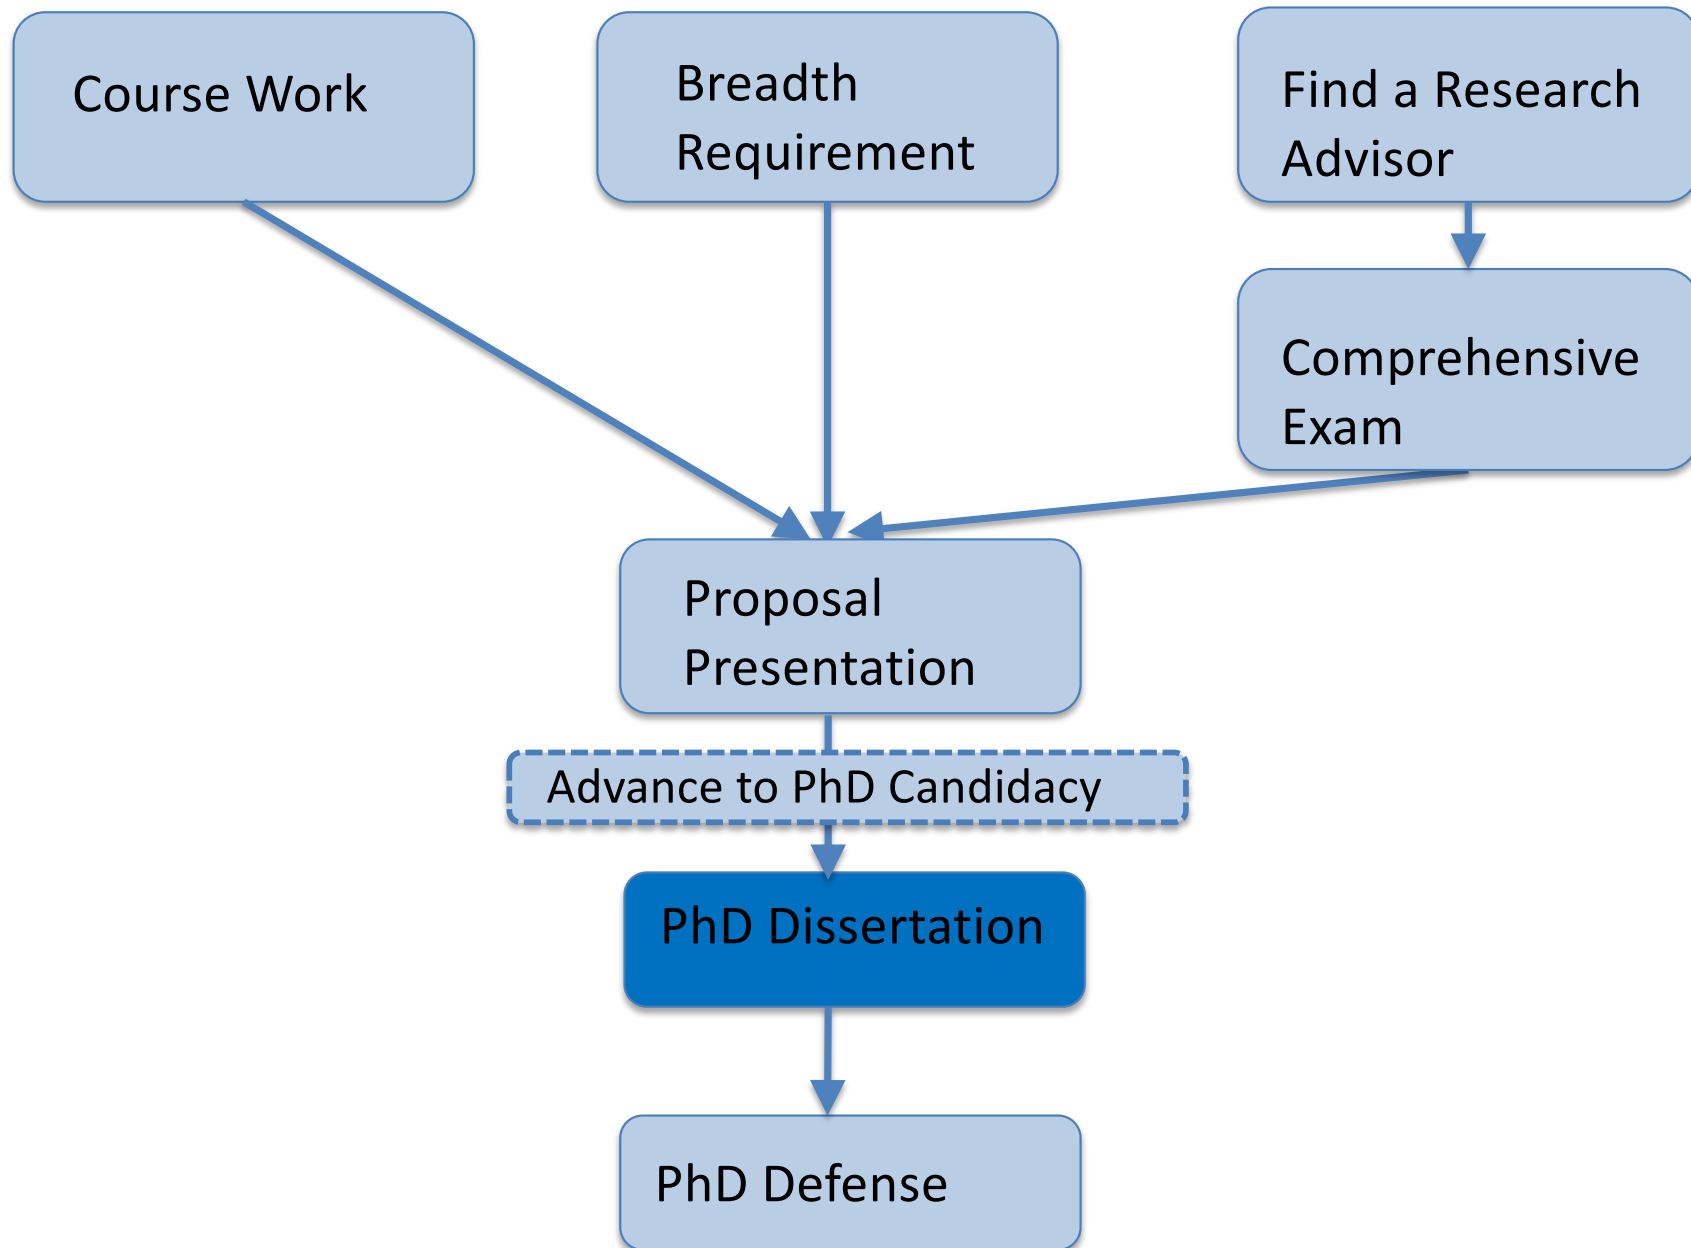 Course Work
Breadth
Requirement
Find a Research
Advisor
Comprehensive
Exam
Proposal
Presentation
Advance to PhD Candidacy
PhD Dissertation
PhD Defense